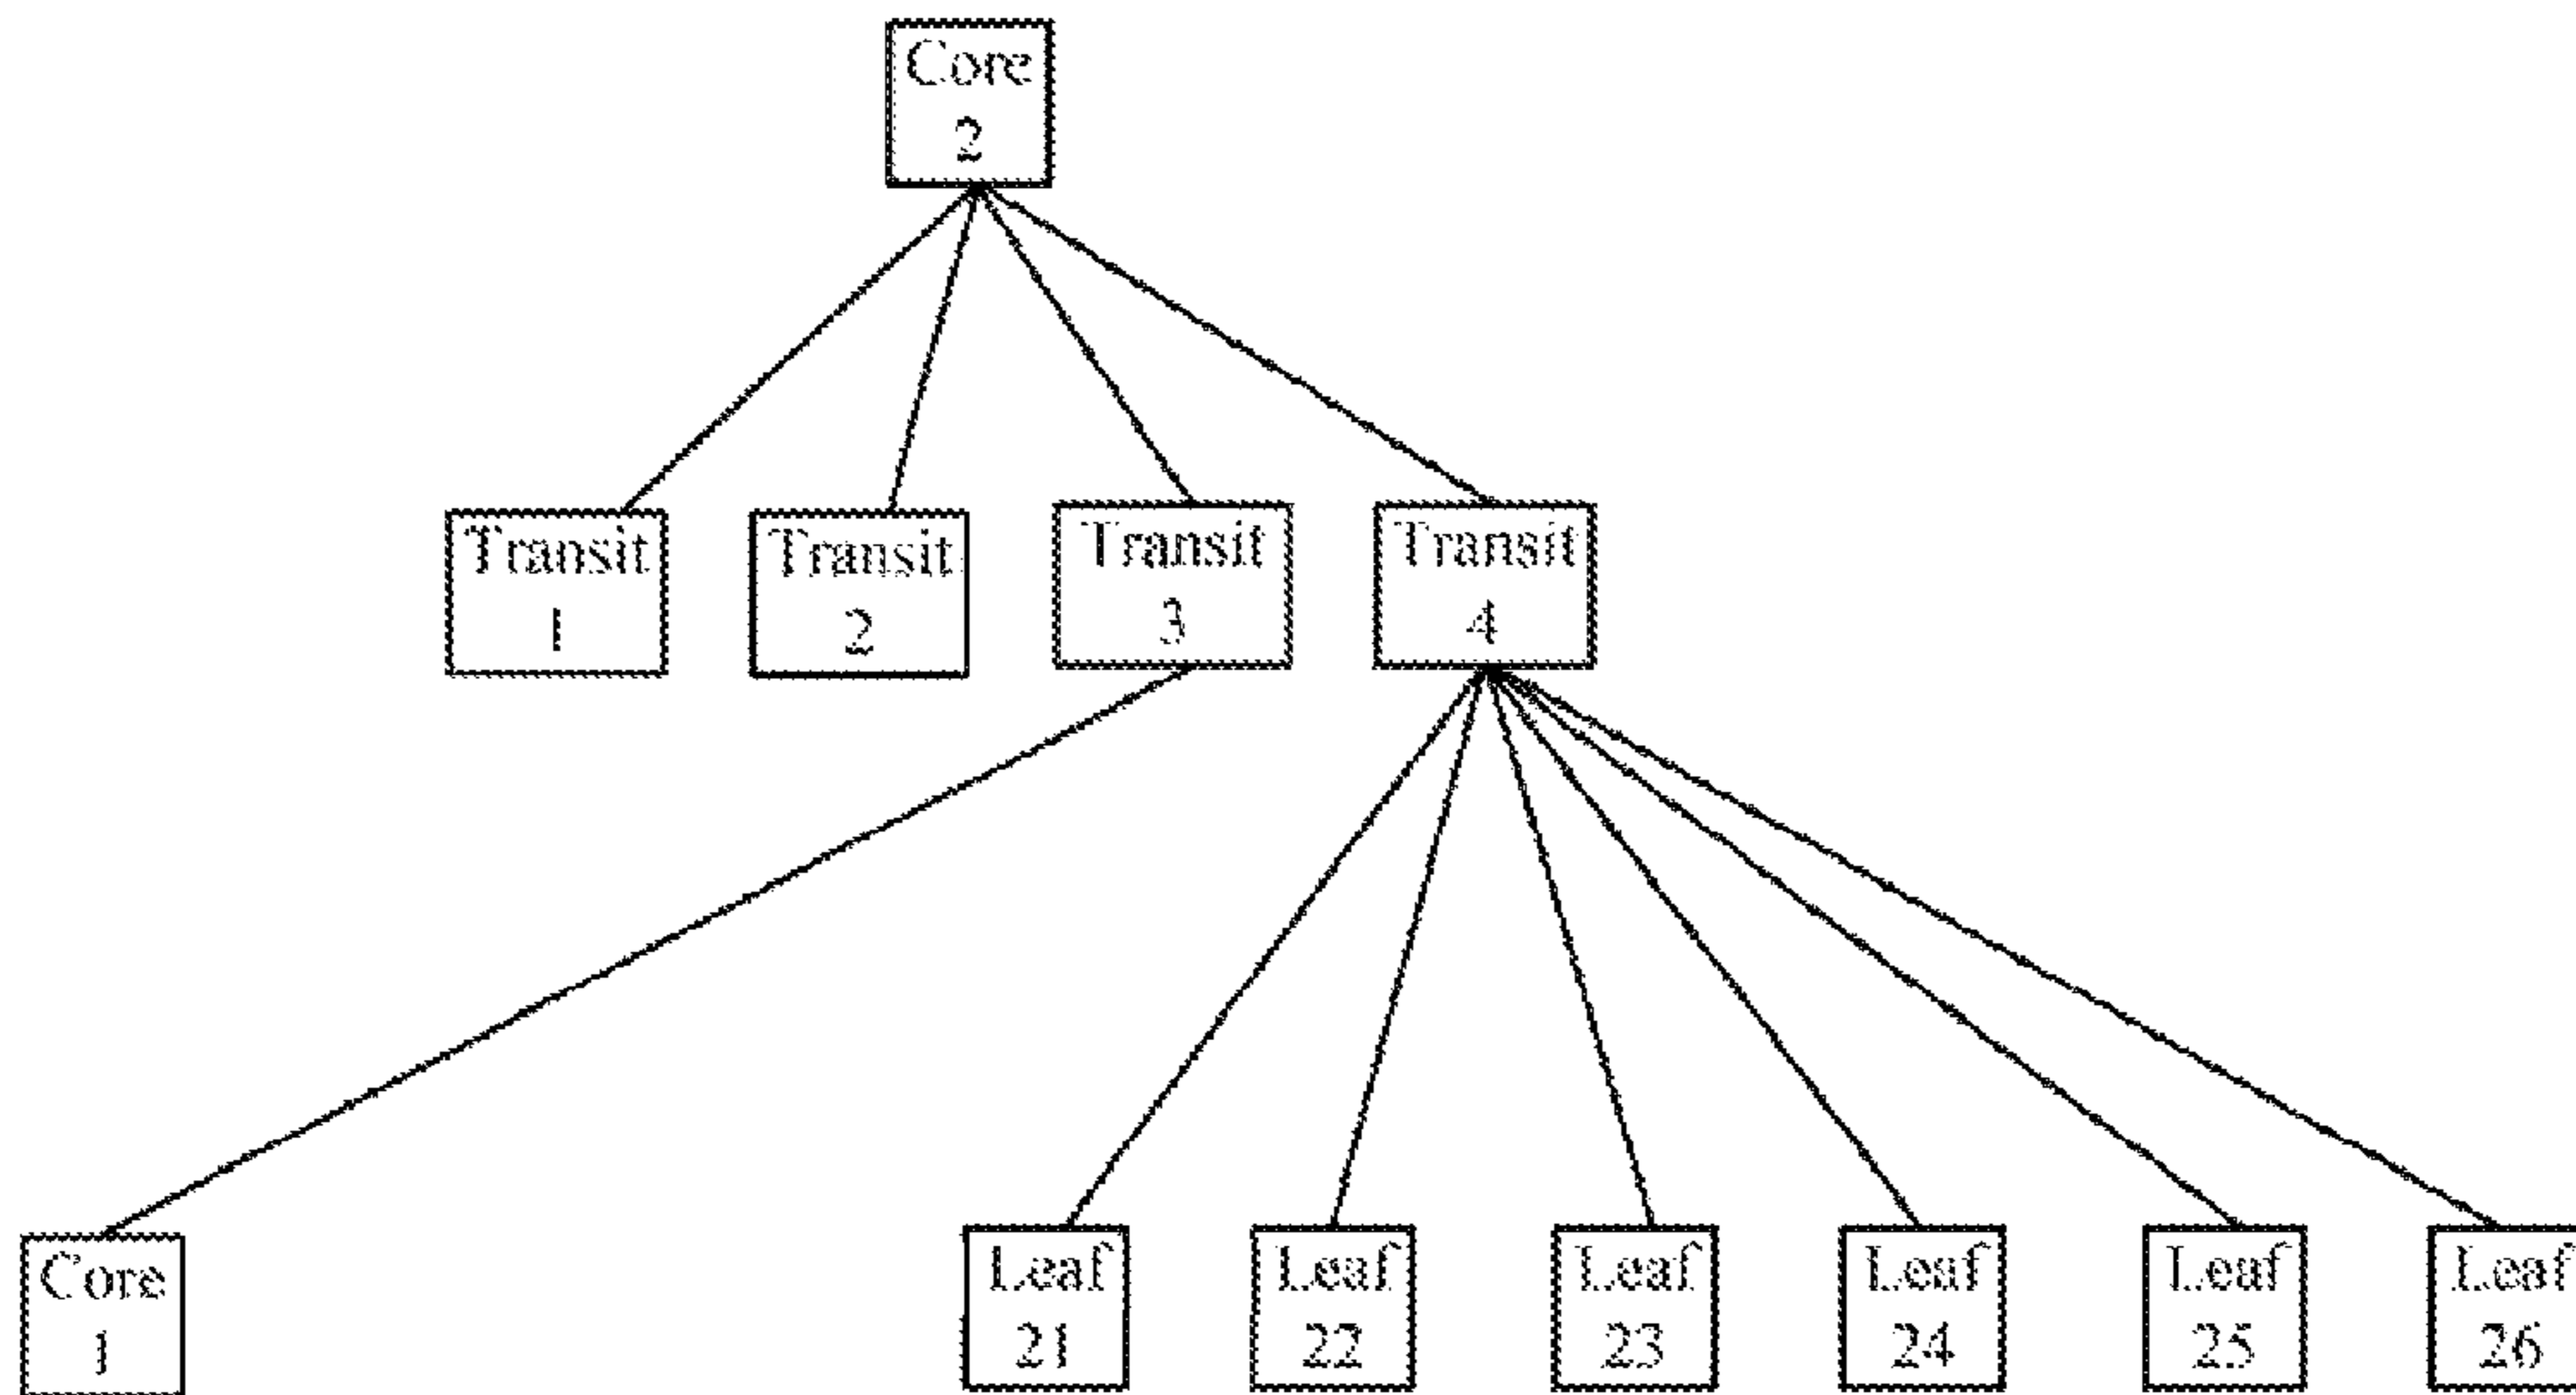 Core
2
Transit
1
Transit
2
Transit
3
Transit
4
Core
1
Leaf
21
Leaf
22
Leaf
23
Leaf
24
Leaf
25
Leaf
26